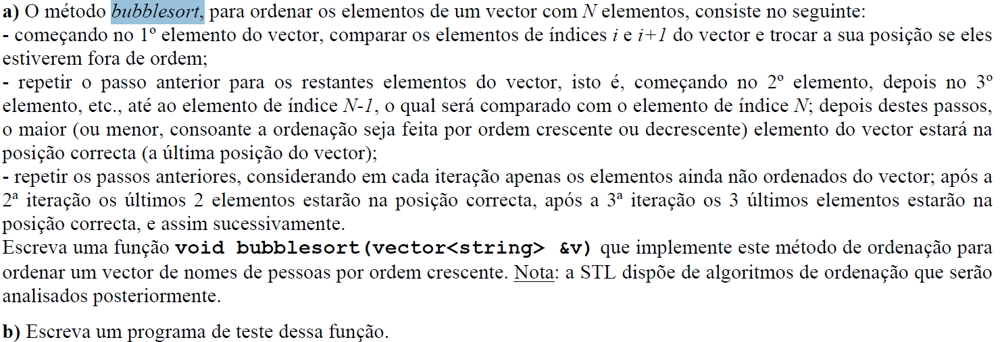 a) O método bubblesort, para ordenar os elementos de um vector com N elementos, consiste no seguinte:
- começando no 1º elemento do vector, comparar os elementos de índices i e i+1 do vector e trocar a sua posição se eles
estiverem fora de ordem;
- repetir o passo anterior para os restantes elementos do vector, isto é, começando no 2º elemento, depois no 3º
elemento, etc., até ao elemento de índice N-1, o qual será comparado com o elemento de índice N; depois destes passos,
o maior (ou menor, consoante a ordenação seja feita por ordem crescente ou decrescente) elemento do vector estará na
posição correcta (a última posição do vector);
- repetir os passos anteriores, considerando em cada iteração apenas os elementos ainda não ordenados do vector; após a
2ª iteração os últimos 2 elementos estarão na posição correcta, após a 3ª iteração os 3 últimos elementos estarão na
posição correcta, e assim sucessivamente.
Escreva uma função void bubblesort(vector<string> &v) que implemente este método de ordenação para
ordenar um vector de nomes de pessoas por ordem crescente. Nota: a STL dispõe de algoritmos de ordenação que serão
analisados posteriormente.
b) Escreva um programa de teste dessa função.